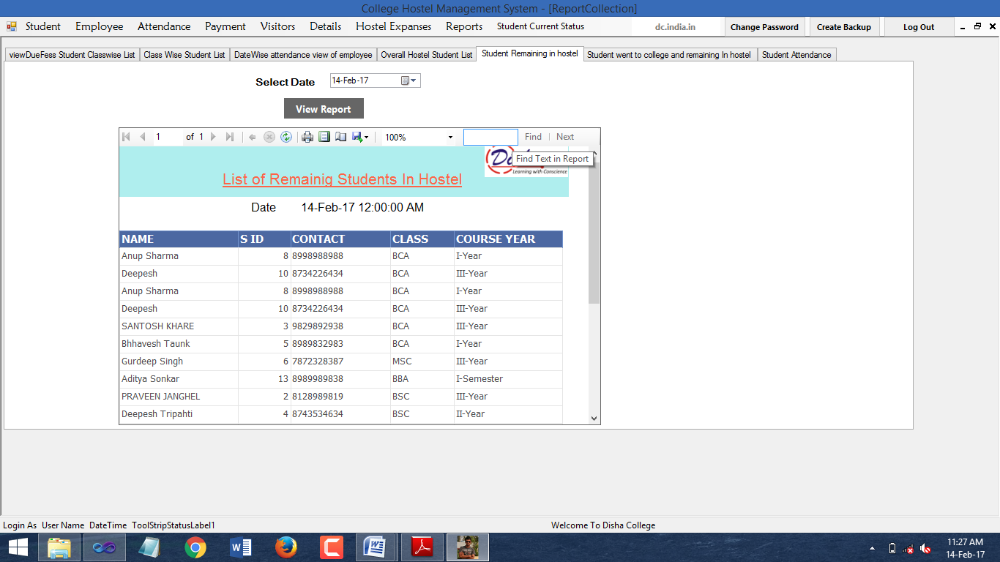 College Hostel Management System - [ReportCollection]
Student Employee Attendance Payment Visitors Details Hostel Expanses Reports Student Current Status dc.india.in Change Password Create Backup Log Out
viewDueFess Student Classwise List Class Wise Student List DateWise attendance view of employee Overall Hostel Student List Student Remaining in hostel Student went to college and remaining In hostel Student Attendance
Select Date 14-Feb-17
View Report
1 of 1 100% Find Next
Find Text in Report
Learning with Conscience
List of Remainig Students In Hostel
Date 14-Feb-17 12:00:00 AM
NAME S ID CONTACT CLASS COURSE YEAR
Anup Sharma 8 8998988988 BCA I-Year
Deepesh 10 8734226434 BCA III-Year
Anup Sharma 8 8998988988 BCA I-Year
Deepesh 10 8734226434 BCA III-Year
SANTOSH KHARE 3 9829892938 BCA III-Year
Bhhavesh Taunk 5 8989832983 BCA I-Year
Gurdeep Singh 6 7872328387 MSC III-Year
Aditya Sonkar 13 8989989838 BBA I-Semester
PRAVEEN JANGHEL 2 8128989819 BSC III-Year
Deepesh Tripahti 4 8743534634 BSC II-Year
Login As User Name DateTime ToolStripStatusLabel1 Welcome To Disha College
11:27 AM
14-Feb-17